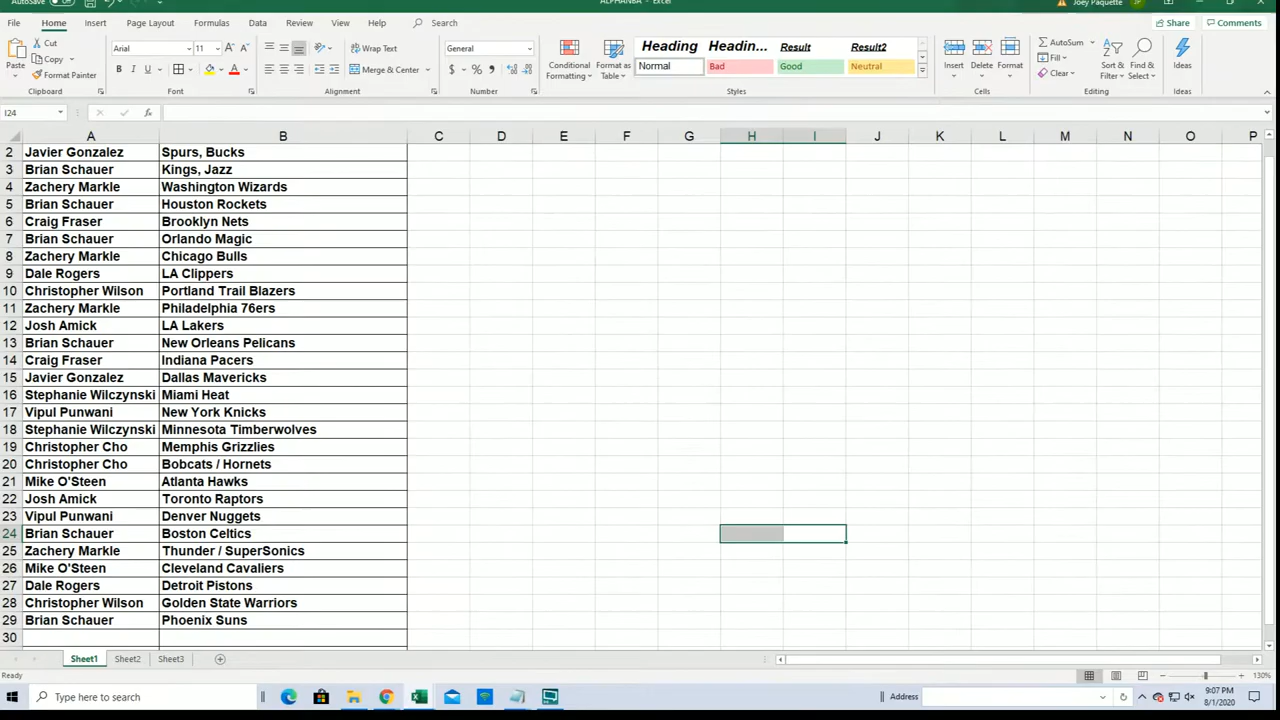 AutoSave Off ALPHANBA - Excel Joey Paquette JP
File Home Insert Page Layout Formulas Data Review View Help Search Share Comments
Cut Arial 11 Wrap Text General Heading Headin... Result Result2 AutoSum
Copy Fill
Paste Format Painter B I U A Merge & Center $ % Conditional Formatting Format as Table Normal Bad Good Neutral Insert Delete Format Clear Sort & Filter Find & Select Ideas
Clipboard Font Alignment Number Styles Cells Editing Ideas
I24 fx
A B C D E F G H I J K L M N O P
2 Javier Gonzalez Spurs, Bucks
3 Brian Schauer Kings, Jazz
4 Zachery Markle Washington Wizards
5 Brian Schauer Houston Rockets
6 Craig Fraser Brooklyn Nets
7 Brian Schauer Orlando Magic
8 Zachery Markle Chicago Bulls
9 Dale Rogers LA Clippers
10 Christopher Wilson Portland Trail Blazers
11 Zachery Markle Philadelphia 76ers
12 Josh Amick LA Lakers
13 Brian Schauer New Orleans Pelicans
14 Craig Fraser Indiana Pacers
15 Javier Gonzalez Dallas Mavericks
16 Stephanie Wilczynski Miami Heat
17 Vipul Punwani New York Knicks
18 Stephanie Wilczynski Minnesota Timberwolves
19 Christopher Cho Memphis Grizzlies
20 Christopher Cho Bobcats / Hornets
21 Mike O'Steen Atlanta Hawks
22 Josh Amick Toronto Raptors
23 Vipul Punwani Denver Nuggets
24 Brian Schauer Boston Celtics
25 Zachery Markle Thunder / SuperSonics
26 Mike O'Steen Cleveland Cavaliers
27 Dale Rogers Detroit Pistons
28 Christopher Wilson Golden State Warriors
29 Brian Schauer Phoenix Suns
30
Sheet1 Sheet2 Sheet3
Ready 130%
Type here to search Address 9:07 PM
8/1/2020